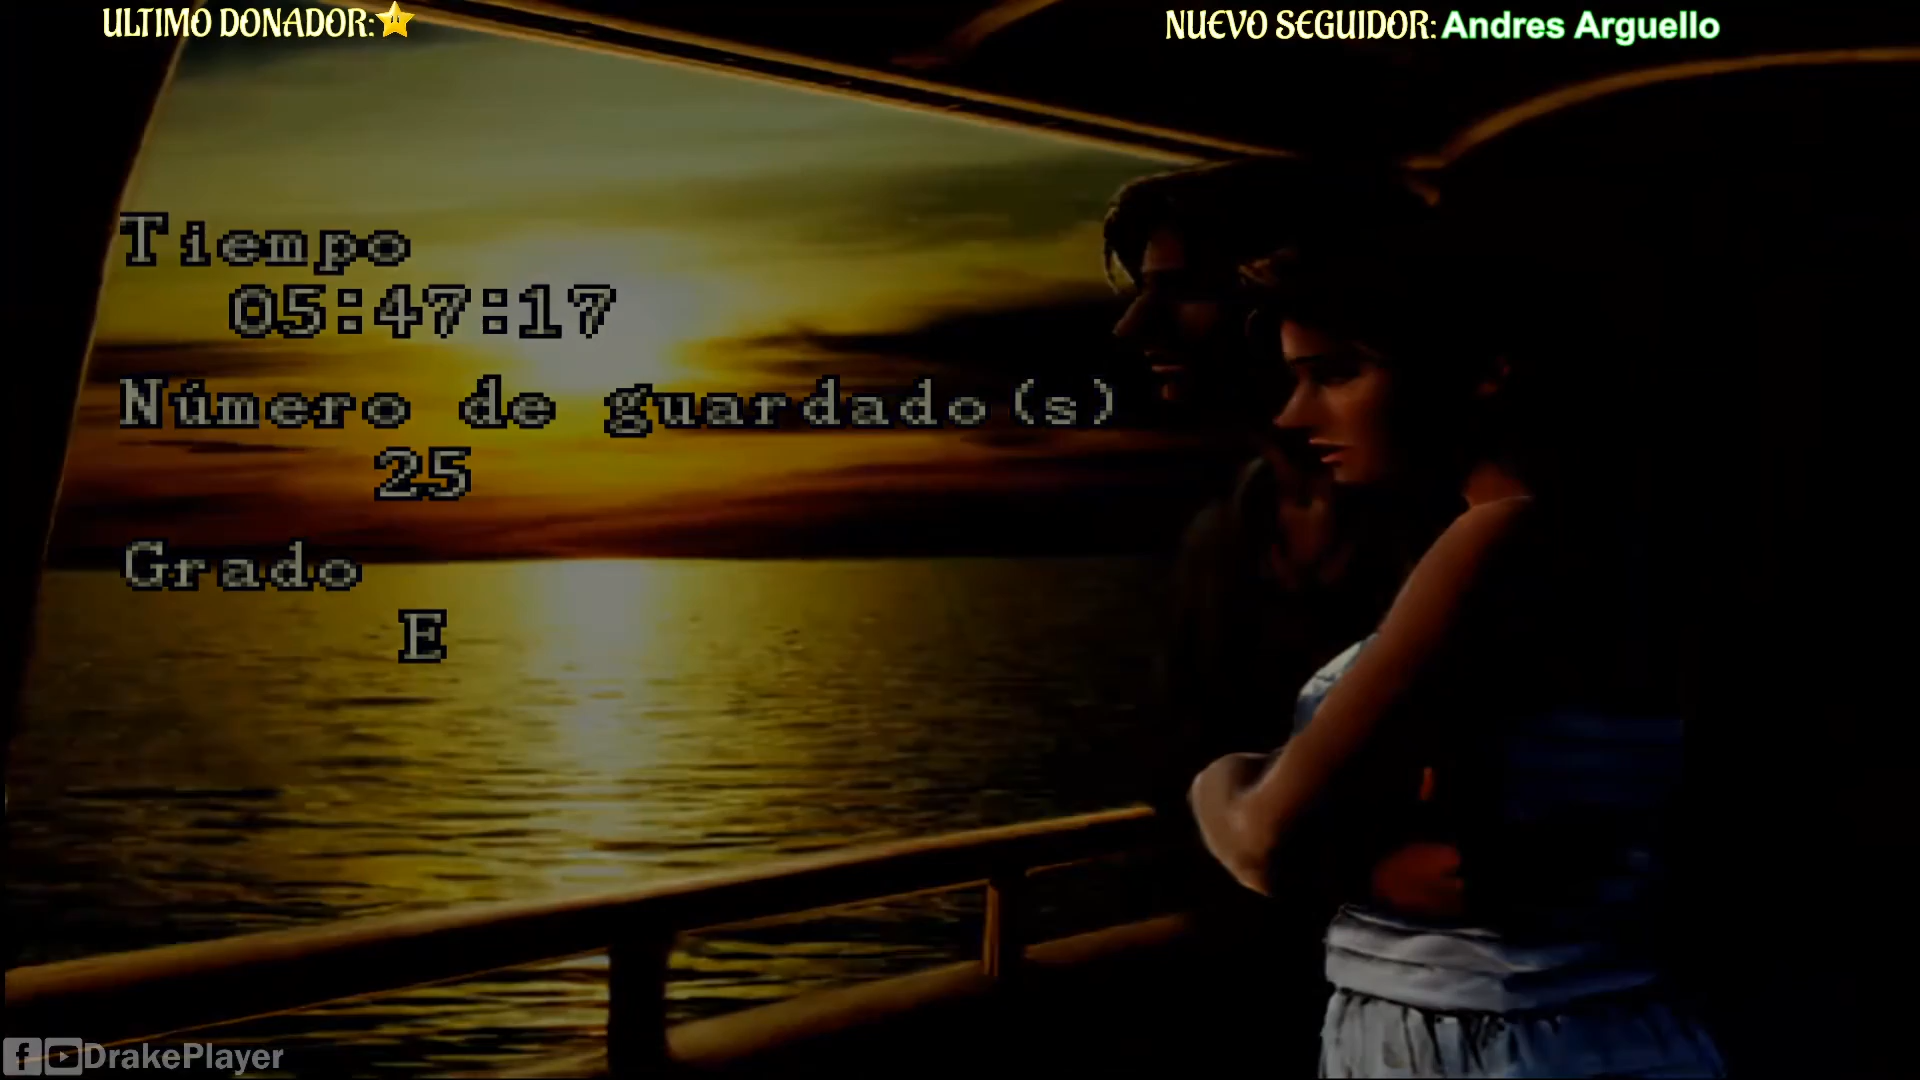 ULTIMO DONADOR:
NUEVO SEGUIDOR: Andres Arguello
Tiempo
05:47:17
Número de guardado(s)
25
Grado
E
DrakePlayer